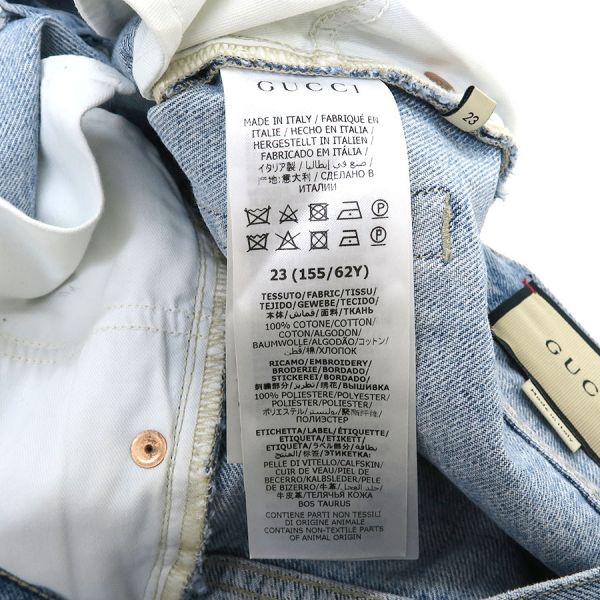 GUCCI
MADE IN ITALY / FABRIQUÉ EN
ITALIE / HECHO EN ITALIA /
HERGESTELLT IN ITALIEN /
FABRICADO EM ITÁLIA /
イタリア製 / صنع في إيطاليا /
产地:意大利 / СДЕЛАНО В
ИТАЛИИ
23 (155/62Y)
TESSUTO/FABRIC/TISSU/
TEJIDO/GEWEBE/TECIDO/
本体/قماش/面料/ТКАНЬ
100% COTONE/COTTON/
COTON/ALGODON/
BAUMWOLLE/ALGODÃO/コットン/
قطن/棉/ХЛОПОК
RICAMO/EMBROIDERY/
BRODERIE/BORDADO/
STICKEREI/BORDADO/
刺繍部分/تطريز/绣花/ВЫШИВКА
100% POLIESTERE/POLYESTER/
POLYESTER/POLIÉSTER/
POLYESTER/POLIÉSTER/
ポリエステル/بوليستر/聚酯纤维/
ПОЛИЭСТЕР
ETICHETTA/LABEL/ÉTIQUETTE/
ETIQUETA/ETIKETT/
ETIQUETA/ラベル部分/بطاقة
المنتج/标签/ЭТИКЕТКА:
PELLE DI VITELLO/CALFSKIN/
CUIR DE VEAU/PIEL DE
BECERRO/KALBSLEDER/PELE
DE BIZERRO/牛革/جلد العجل/
牛皮革/ТЕЛЯЧЬЯ КОЖА
BOS TAURUS
CONTIENE PARTI NON TESSILI
DI ORIGINE ANIMALE
CONTAINS NON-TEXTILE PARTS
OF ANIMAL ORIGIN
23
GUC